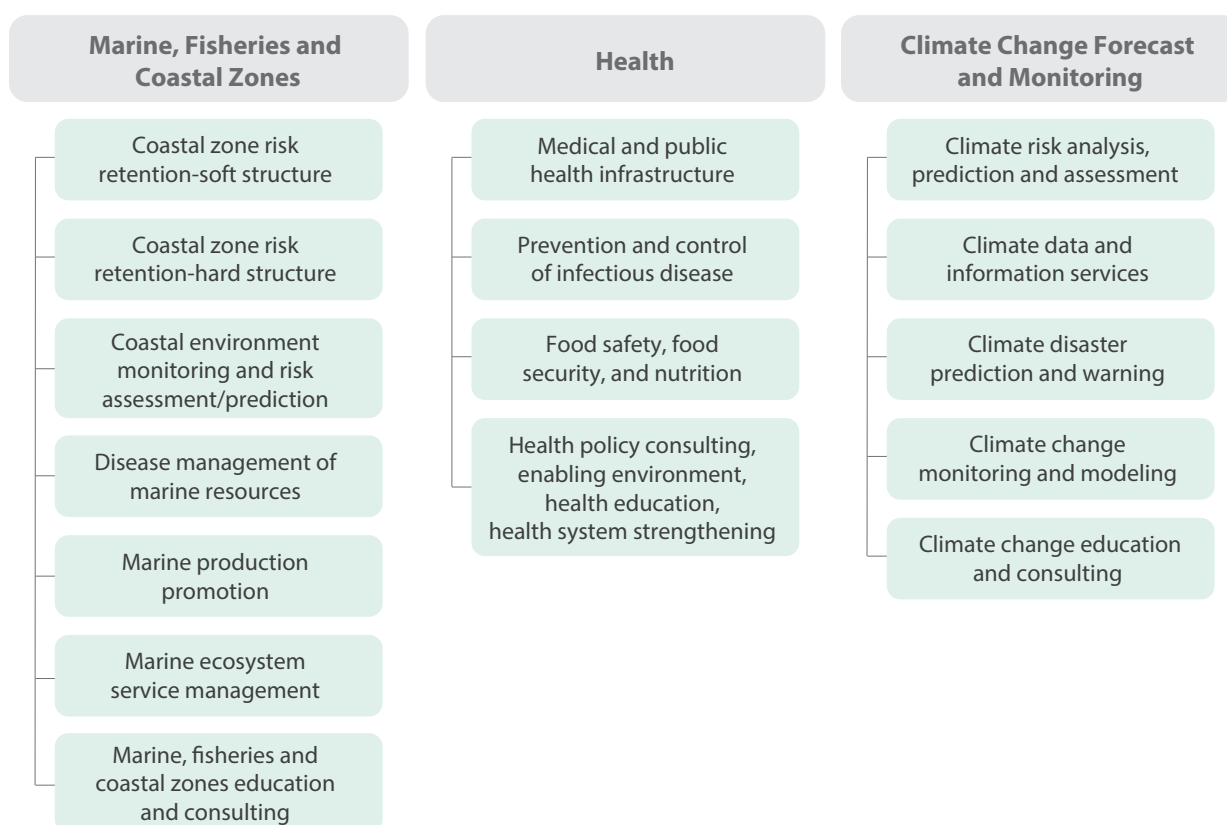 Marine, Fisheries and
Coastal Zones
Coastal zone risk
retention-soft structure
Coastal zone risk
retention-hard structure
Coastal environment
monitoring and risk
assessment/prediction
Disease management of
marine resources
Marine production
promotion
Marine ecosystem
service management
Marine, fisheries and
coastal zones education
and consulting
Health
Medical and public
health infrastructure
Prevention and control
of infectious disease
Food safety, food
security, and nutrition
Health policy consulting,
enabling environment,
health education,
health system strengthening
Climate Change Forecast
and Monitoring
Climate risk analysis,
prediction and assessment
Climate data and
information services
Climate disaster
prediction and warning
Climate change
monitoring and modeling
Climate change education
and consulting